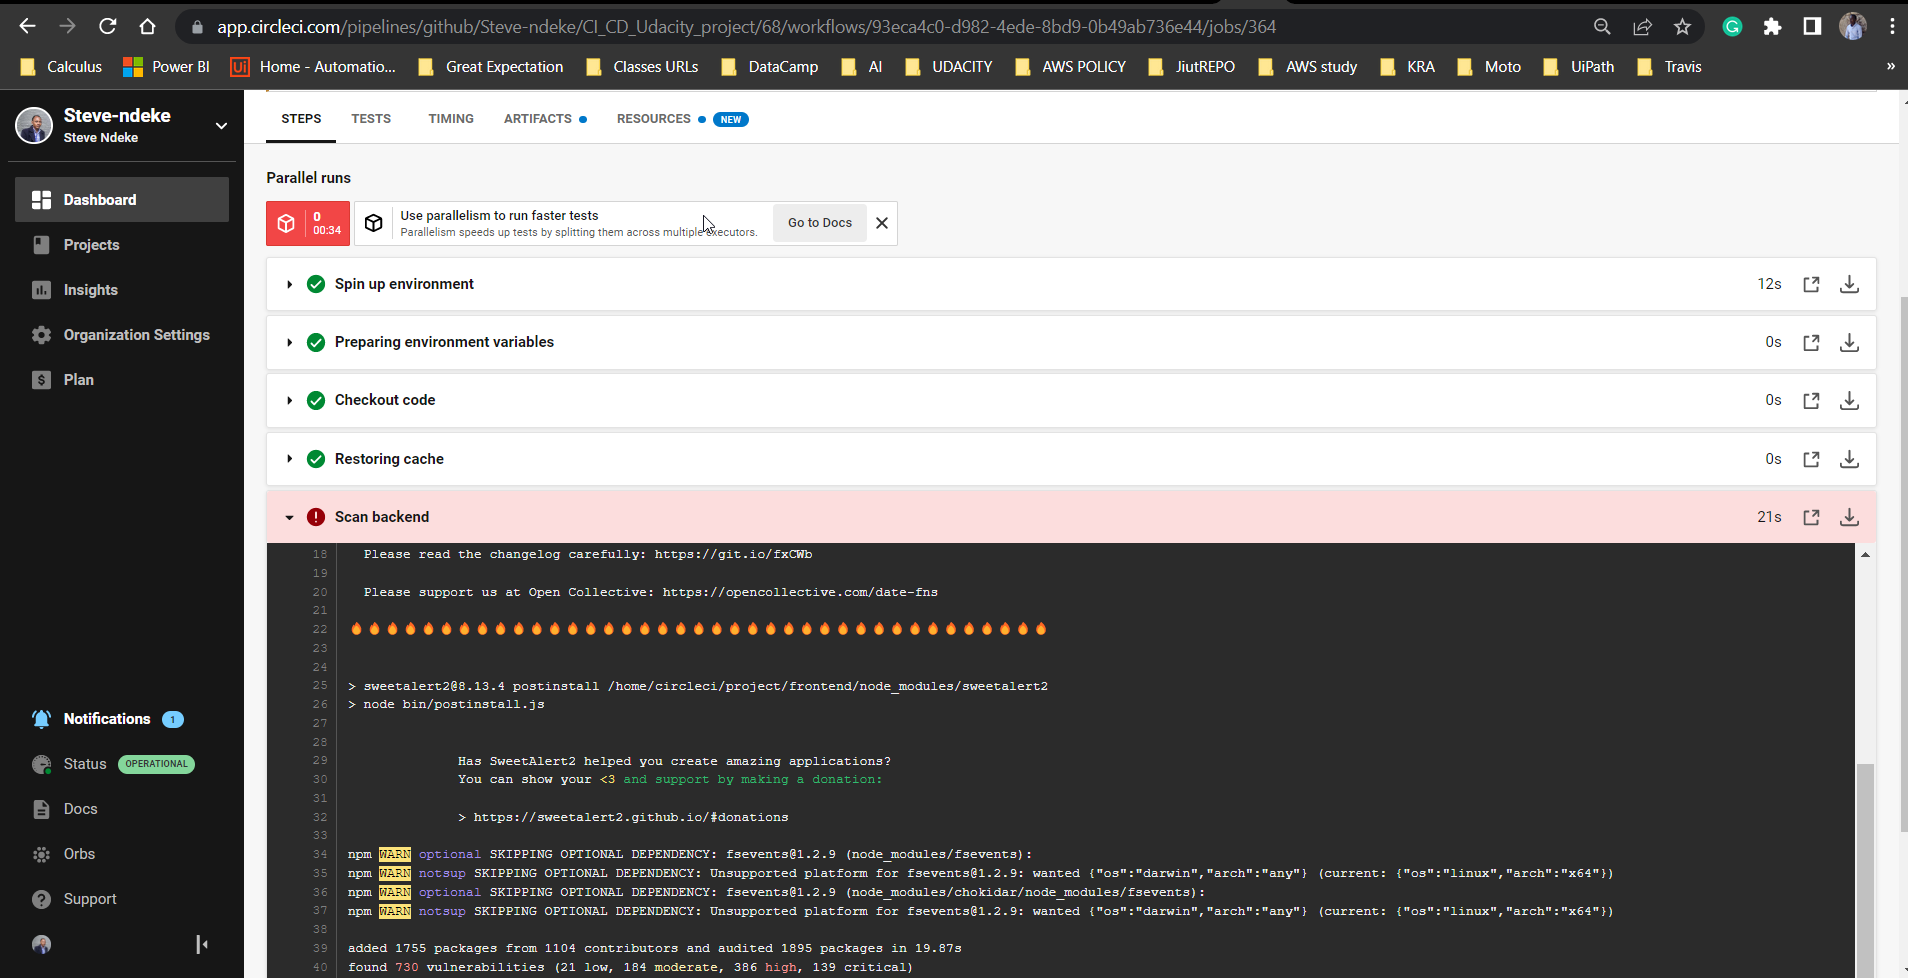 app.circleci.com/pipelines/github/Steve-ndeke/CI_CD_Udacity_project/68/workflows/93eca4c0-d982-4ede-8bd9-0b49ab736e44/jobs/364
Calculus Power BI Home - Automatio... Great Expectation Classes URLs DataCamp AI UDACITY AWS POLICY JiutREPO AWS study KRA Moto UiPath Travis »
Steve-ndeke
Steve Ndeke
Dashboard
Projects
Insights
Organization Settings
Plan
Notifications 1
Status OPERATIONAL
Docs
Orbs
Support
STEPS TESTS TIMING ARTIFACTS RESOURCES NEW
Parallel runs
0
00:34
Use parallelism to run faster tests
Parallelism speeds up tests by splitting them across multiple executors.
Go to Docs
Spin up environment 12s
Preparing environment variables 0s
Checkout code 0s
Restoring cache 0s
Scan backend 21s
18 Please read the changelog carefully: https://git.io/fxCWb
19
20 Please support us at Open Collective: https://opencollective.com/date-fns
21
22 🔥🔥🔥🔥🔥🔥🔥🔥🔥🔥🔥🔥🔥🔥🔥🔥🔥🔥🔥🔥🔥🔥🔥🔥🔥🔥🔥🔥🔥🔥🔥🔥🔥🔥🔥🔥🔥🔥🔥
23
24
25 > sweetalert2@8.13.4 postinstall /home/circleci/project/frontend/node_modules/sweetalert2
26 > node bin/postinstall.js
27
28
29 Has SweetAlert2 helped you create amazing applications?
30 You can show your <3 and support by making a donation:
31
32 > https://sweetalert2.github.io/#donations
33
34 npm WARN optional SKIPPING OPTIONAL DEPENDENCY: fsevents@1.2.9 (node_modules/fsevents):
35 npm WARN notsup SKIPPING OPTIONAL DEPENDENCY: Unsupported platform for fsevents@1.2.9: wanted {"os":"darwin","arch":"any"} (current: {"os":"linux","arch":"x64"})
36 npm WARN optional SKIPPING OPTIONAL DEPENDENCY: fsevents@1.2.9 (node_modules/chokidar/node_modules/fsevents):
37 npm WARN notsup SKIPPING OPTIONAL DEPENDENCY: Unsupported platform for fsevents@1.2.9: wanted {"os":"darwin","arch":"any"} (current: {"os":"linux","arch":"x64"})
38
39 added 1755 packages from 1104 contributors and audited 1895 packages in 19.87s
40 found 730 vulnerabilities (21 low, 184 moderate, 386 high, 139 critical)